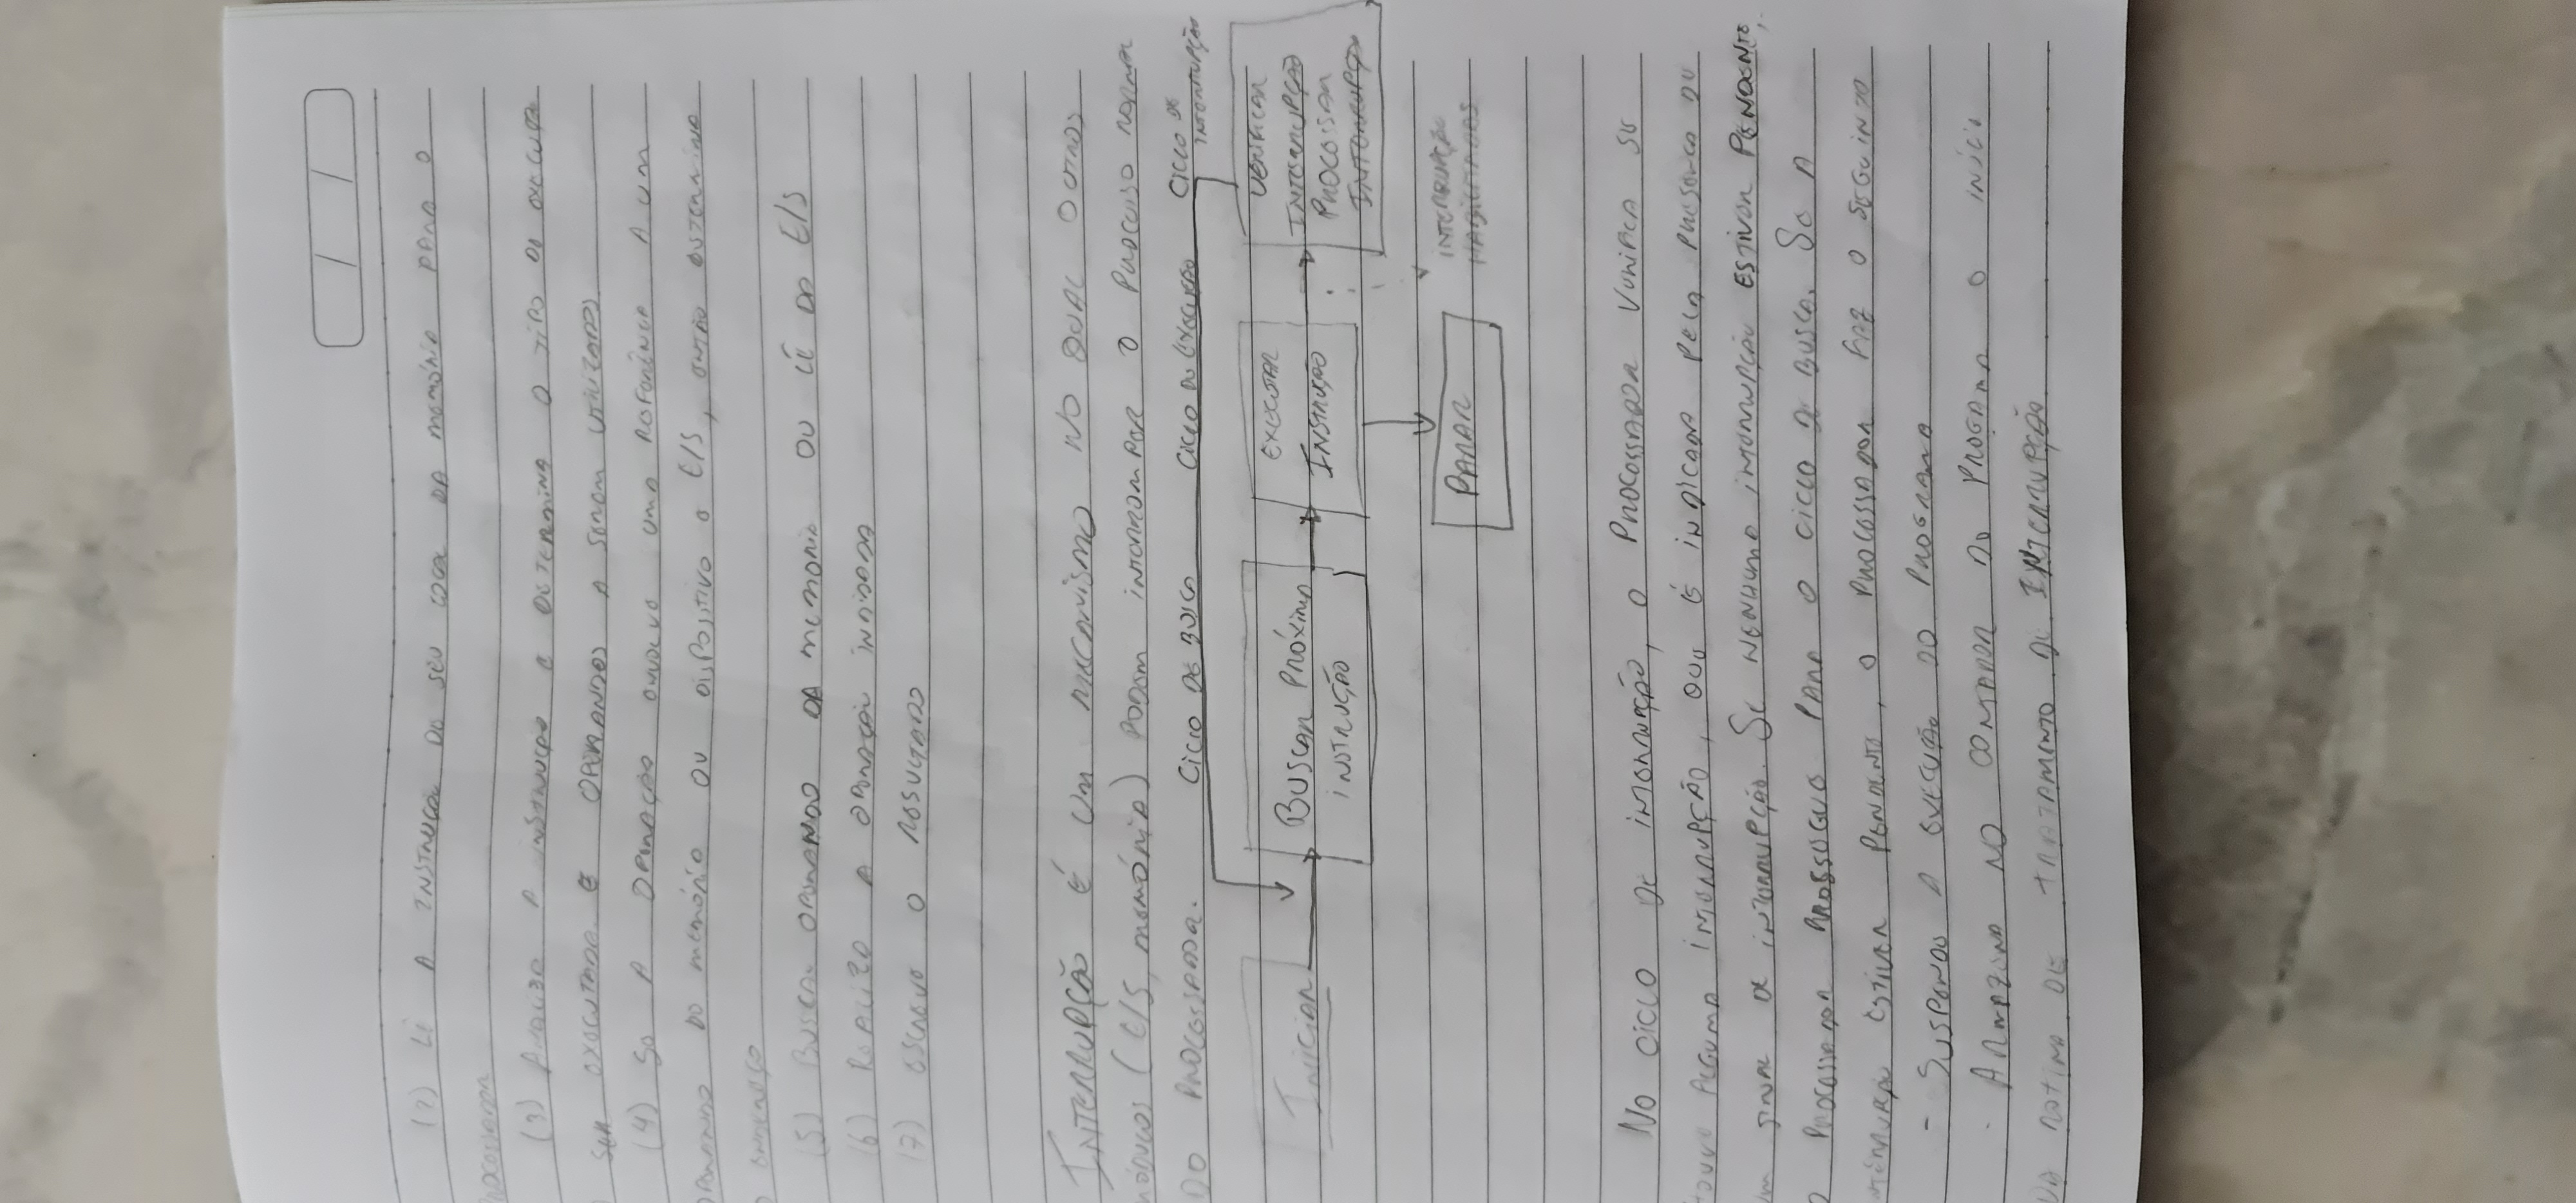 (2) Lê A INSTRUÇÃO DO SEU LOCAL DA MEMÓRIA PARA O
PROCESSADOR
(3) ANALISA A INSTRUÇÃO E DETERMINA O TIPO DE
SER EXECUTADA E OPERANDOS A SEREM UTILIZADOS
(4) SE A OPERAÇÃO ENVOLVE UMA REFERÊNCIA A UM
OPERANDO DE MEMÓRIA OU DISPOSITIVO E/S, ENTÃO DETERMINA
O ENDEREÇO
(5) BUSCA OPERANDO DA MEMORIA OU LÊ DA E/S
(6) REALIZA A OPERAÇÃO INDICADA
(7) ESCREVE O RESULTADO
INTERRUPÇÃO É UM MECANISMO NO QUAL OUTROS
MÓDULOS (E/S, MEMÓRIA) PODEM INTERROMPER O PROCESSO NORMAL
DO PROCESSADOR.
CICLO DE BUSCA CICLO DE EXECUÇÃO CICLO DE
INTERRUPÇÃO
INICIAR
BUSCAR PRÓXIMA
INSTRUÇÃO
EXECUTAR
INSTRUÇÃO
VERIFICAR
INTERRUPÇÃO
PROCESSAR
INTERRUPÇÃO
PARAR
INTERRUPÇÃO
HABILITADAS
NO CICLO DE INTERRUPÇÃO, O PROCESSADOR VERIFICA SE
HOUVE ALGUMA INTERRUPÇÃO, QUE É INDICADA PELA PRESENÇA DE
UM SINAL DE INTERRUPÇÃO. SE NENHUMA INTERRUPÇÃO ESTIVER PENDENTE,
O PROCESSADOR PROSSEGUE PARA O CICLO DE BUSCA. SE A
INTERRUPÇÃO ESTIVER PENDENTE, O PROCESSADOR FAZ O SEGUINTE
- SUSPENDE A EXECUÇÃO DO PROGRAMA
- ARMAZENA NO CONTADOR DO PROGAMA O INÍCIO
DA ROTINA DE TRATAMENTO DE INTERRUPÇÃO